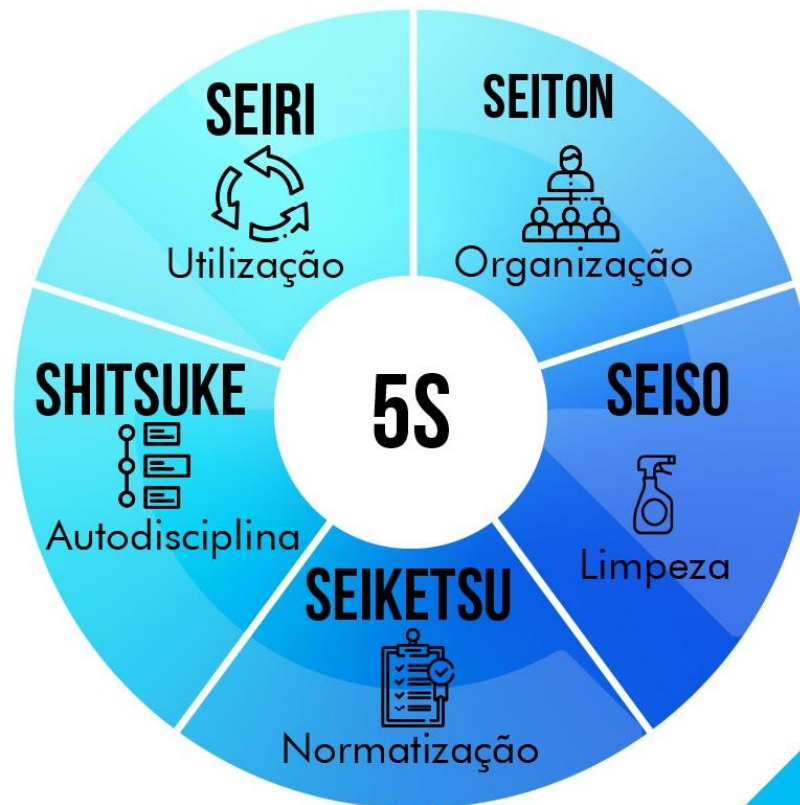 SEIRI
Utilização
SEITON
Organização
SHITSUKE
Autodisciplina
5S
SEISO
Limpeza
SEIKETSU
Normatização